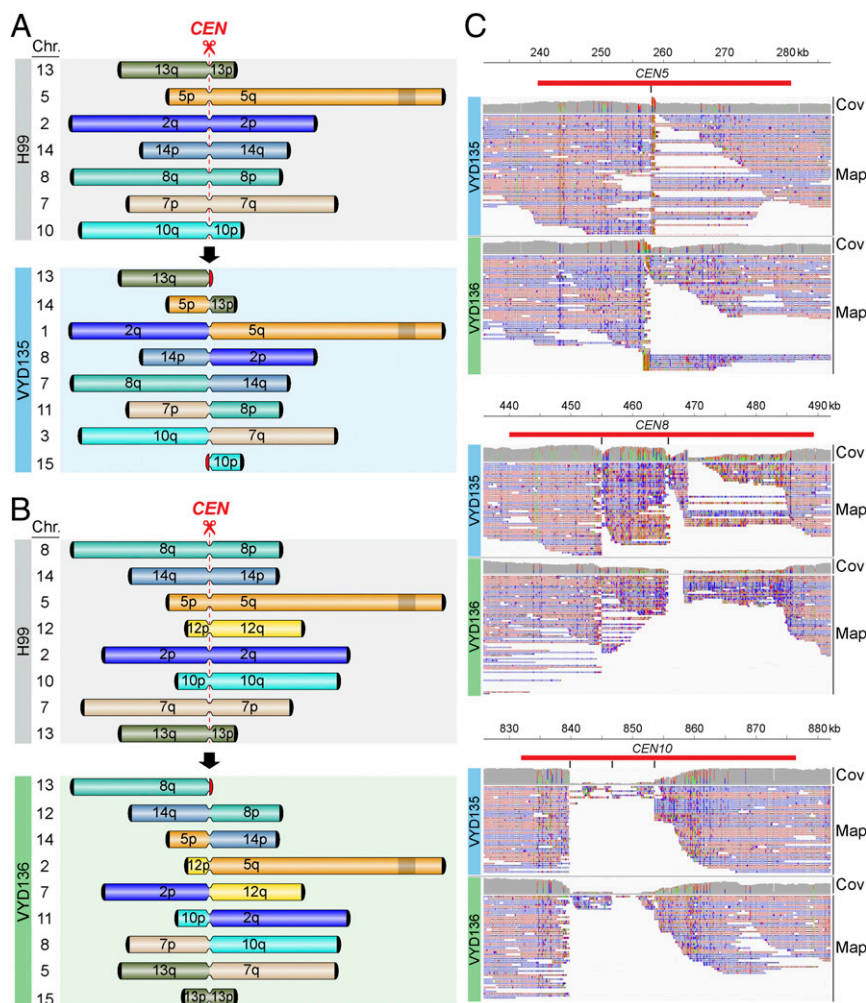 A
CEN
Chr.
H99
13 13q 13p
5 5p 5q
2 2q 2p
14 14p 14q
8 8q 8p
7 7p 7q
10 10q 10p
VYD135
13 13q
14 5p 13p
1 2q 5q
8 14p 2p
7 8q 14q
11 7p 8p
3 10q 7q
15 10p
B
CEN
Chr.
H99
8 8q 8p
14 14q 14p
5 5p 5q
12 12p 12q
2 2p 2q
10 10p 10q
7 7q 7p
13 13q 13p
VYD136
13 8q
12 14q 8p
14 5p 14p
2 12p 5q
7 2p 12q
11 10p 2q
8 7p 10q
5 13q 7q
15 13p 13p
C
240 250 260 270 280 kb
CEN5
VYD135
Cov
Map
VYD136
Cov
Map
440 450 460 470 480 490 kb
CEN8
VYD135
Cov
Map
VYD136
Cov
Map
830 840 850 860 870 880 kb
CEN10
VYD135
Cov
Map
VYD136
Cov
Map